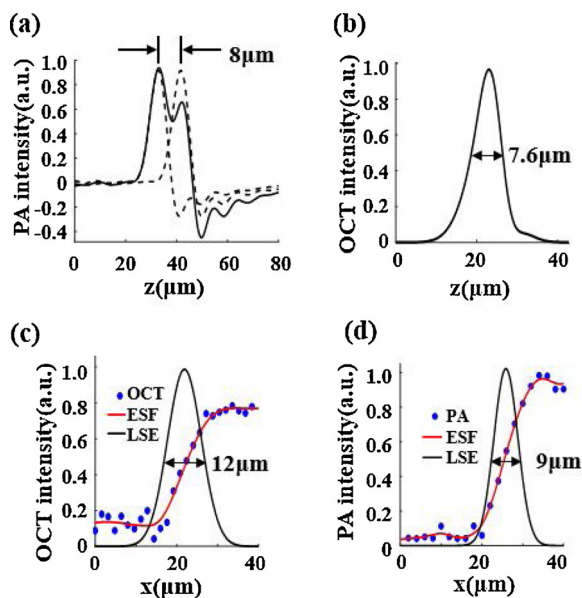 (a)
8μm
PA intensity(a.u.)
1.0
0.8
0.6
0.4
0.2
0
-0.2
-0.4
0 20 40 60 80
z(μm)
(b)
7.6μm
OCT intensity(a.u.)
1.0
0.8
0.6
0.4
0.2
0
0 20 40
z(μm)
(c)
OCT
ESF
LSE
12μm
OCT intensity(a.u.)
1.0
0.8
0.6
0.4
0.2
0
0 20 40
x(μm)
(d)
PA
ESF
LSE
9μm
PA intensity(a.u.)
1.0
0.8
0.6
0.4
0.2
0.0
0 20 40
x(μm)